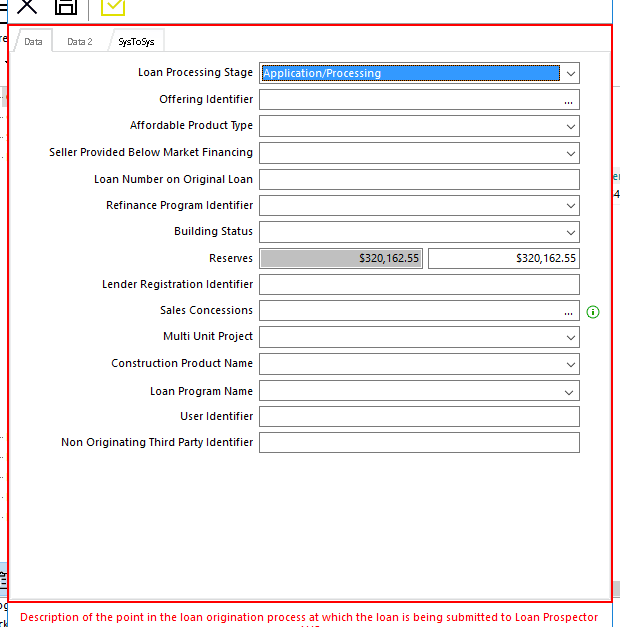 Data Data 2 SysToSys
Loan Processing Stage Application/Processing
Offering Identifier ...
Affordable Product Type
Seller Provided Below Market Financing
Loan Number on Original Loan
Refinance Program Identifier
Building Status
Reserves $320,162.55 $320,162.55
Lender Registration Identifier
Sales Concessions ...
Multi Unit Project
Construction Product Name
Loan Program Name
User Identifier
Non Originating Third Party Identifier
Description of the point in the loan origination process at which the loan is being submitted to Loan Prospector